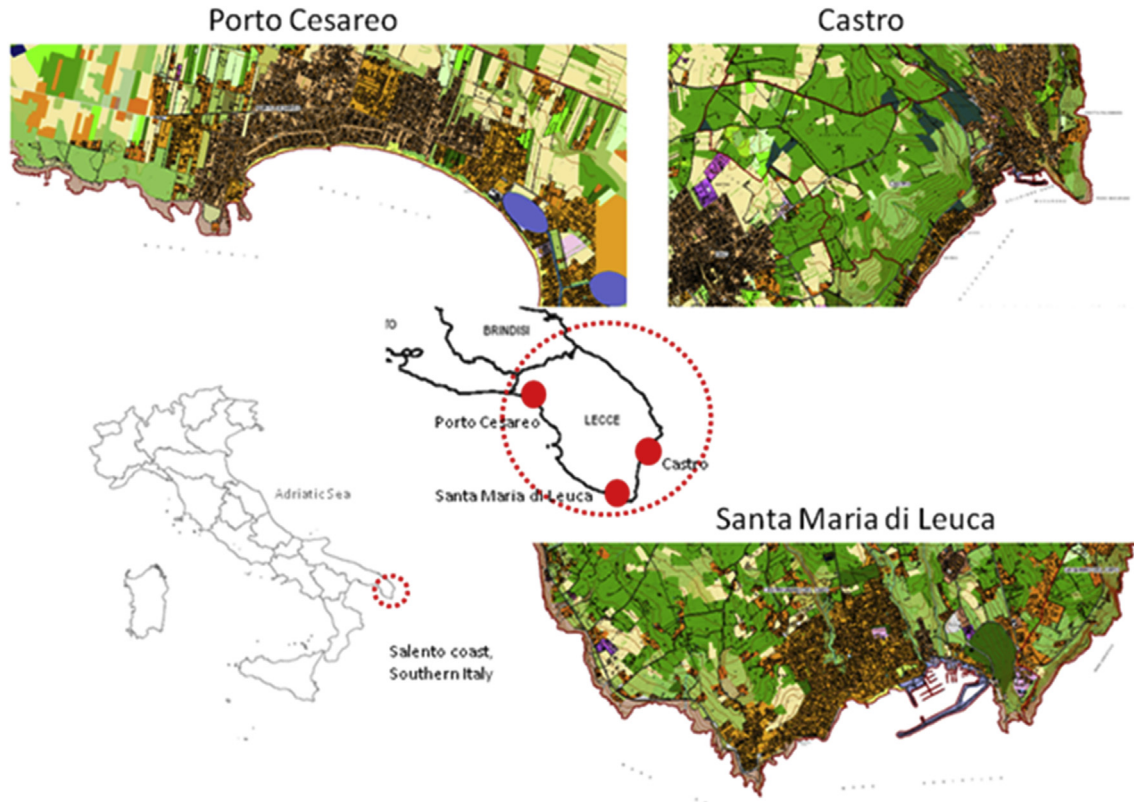 Porto Cesareo
Castro
TO
BRINDISI
Porto Cesareo
LECCE
Castro
Santa Maria di Leuca
Adriatic Sea
Santa Maria di Leuca
Salento coast,
Southern Italy